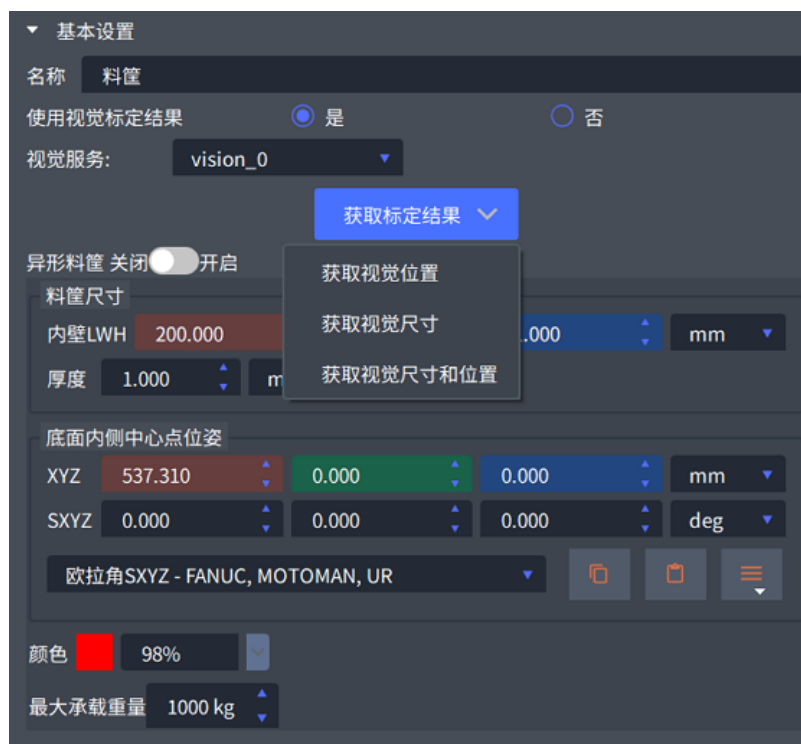 基本设置
名称 料筐
使用视觉标定结果 是 否
视觉服务: vision_0
获取标定结果
获取视觉位置
异形料筐 关闭 开启
料筐尺寸
获取视觉尺寸
内壁LWH 200.000 .000 mm
获取视觉尺寸和位置
厚度 1.000 m
底面内侧中心点位姿
XYZ 537.310 0.000 0.000 mm
SXYZ 0.000 0.000 0.000 deg
欧拉角SXYZ - FANUC, MOTOMAN, UR
颜色 98%
最大承载重量 1000 kg